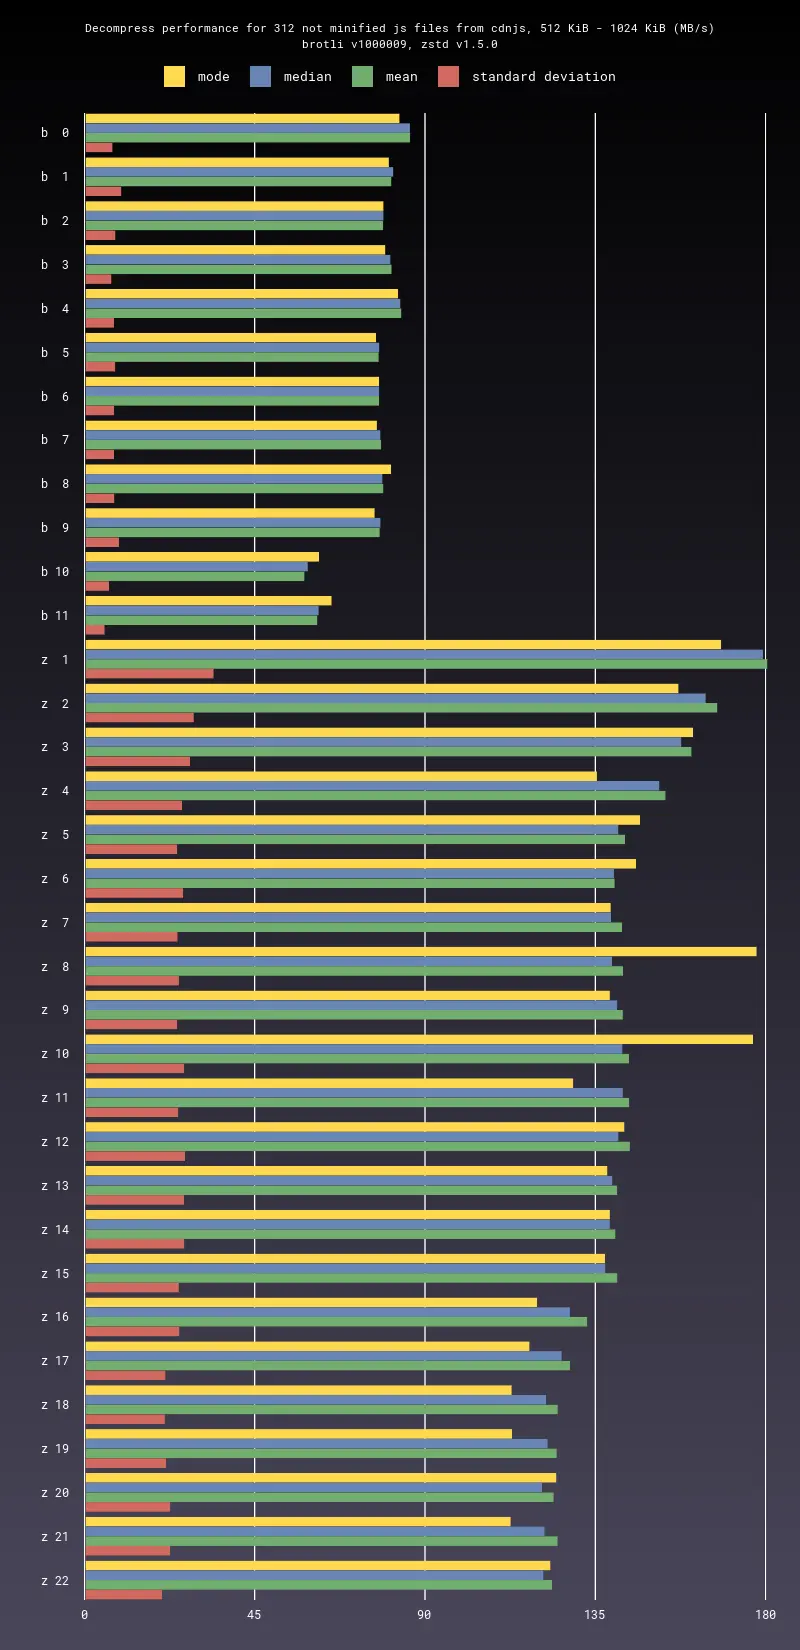 Decompress performance for 312 not minified js files from cdnjs, 512 KiB - 1024 KiB (MB/s)
brotli v1000009, zstd v1.5.0
mode median mean standard deviation
b 0
b 1
b 2
b 3
b 4
b 5
b 6
b 7
b 8
b 9
b 10
b 11
z 1
z 2
z 3
z 4
z 5
z 6
z 7
z 8
z 9
z 10
z 11
z 12
z 13
z 14
z 15
z 16
z 17
z 18
z 19
z 20
z 21
z 22
0 45 90 135 180